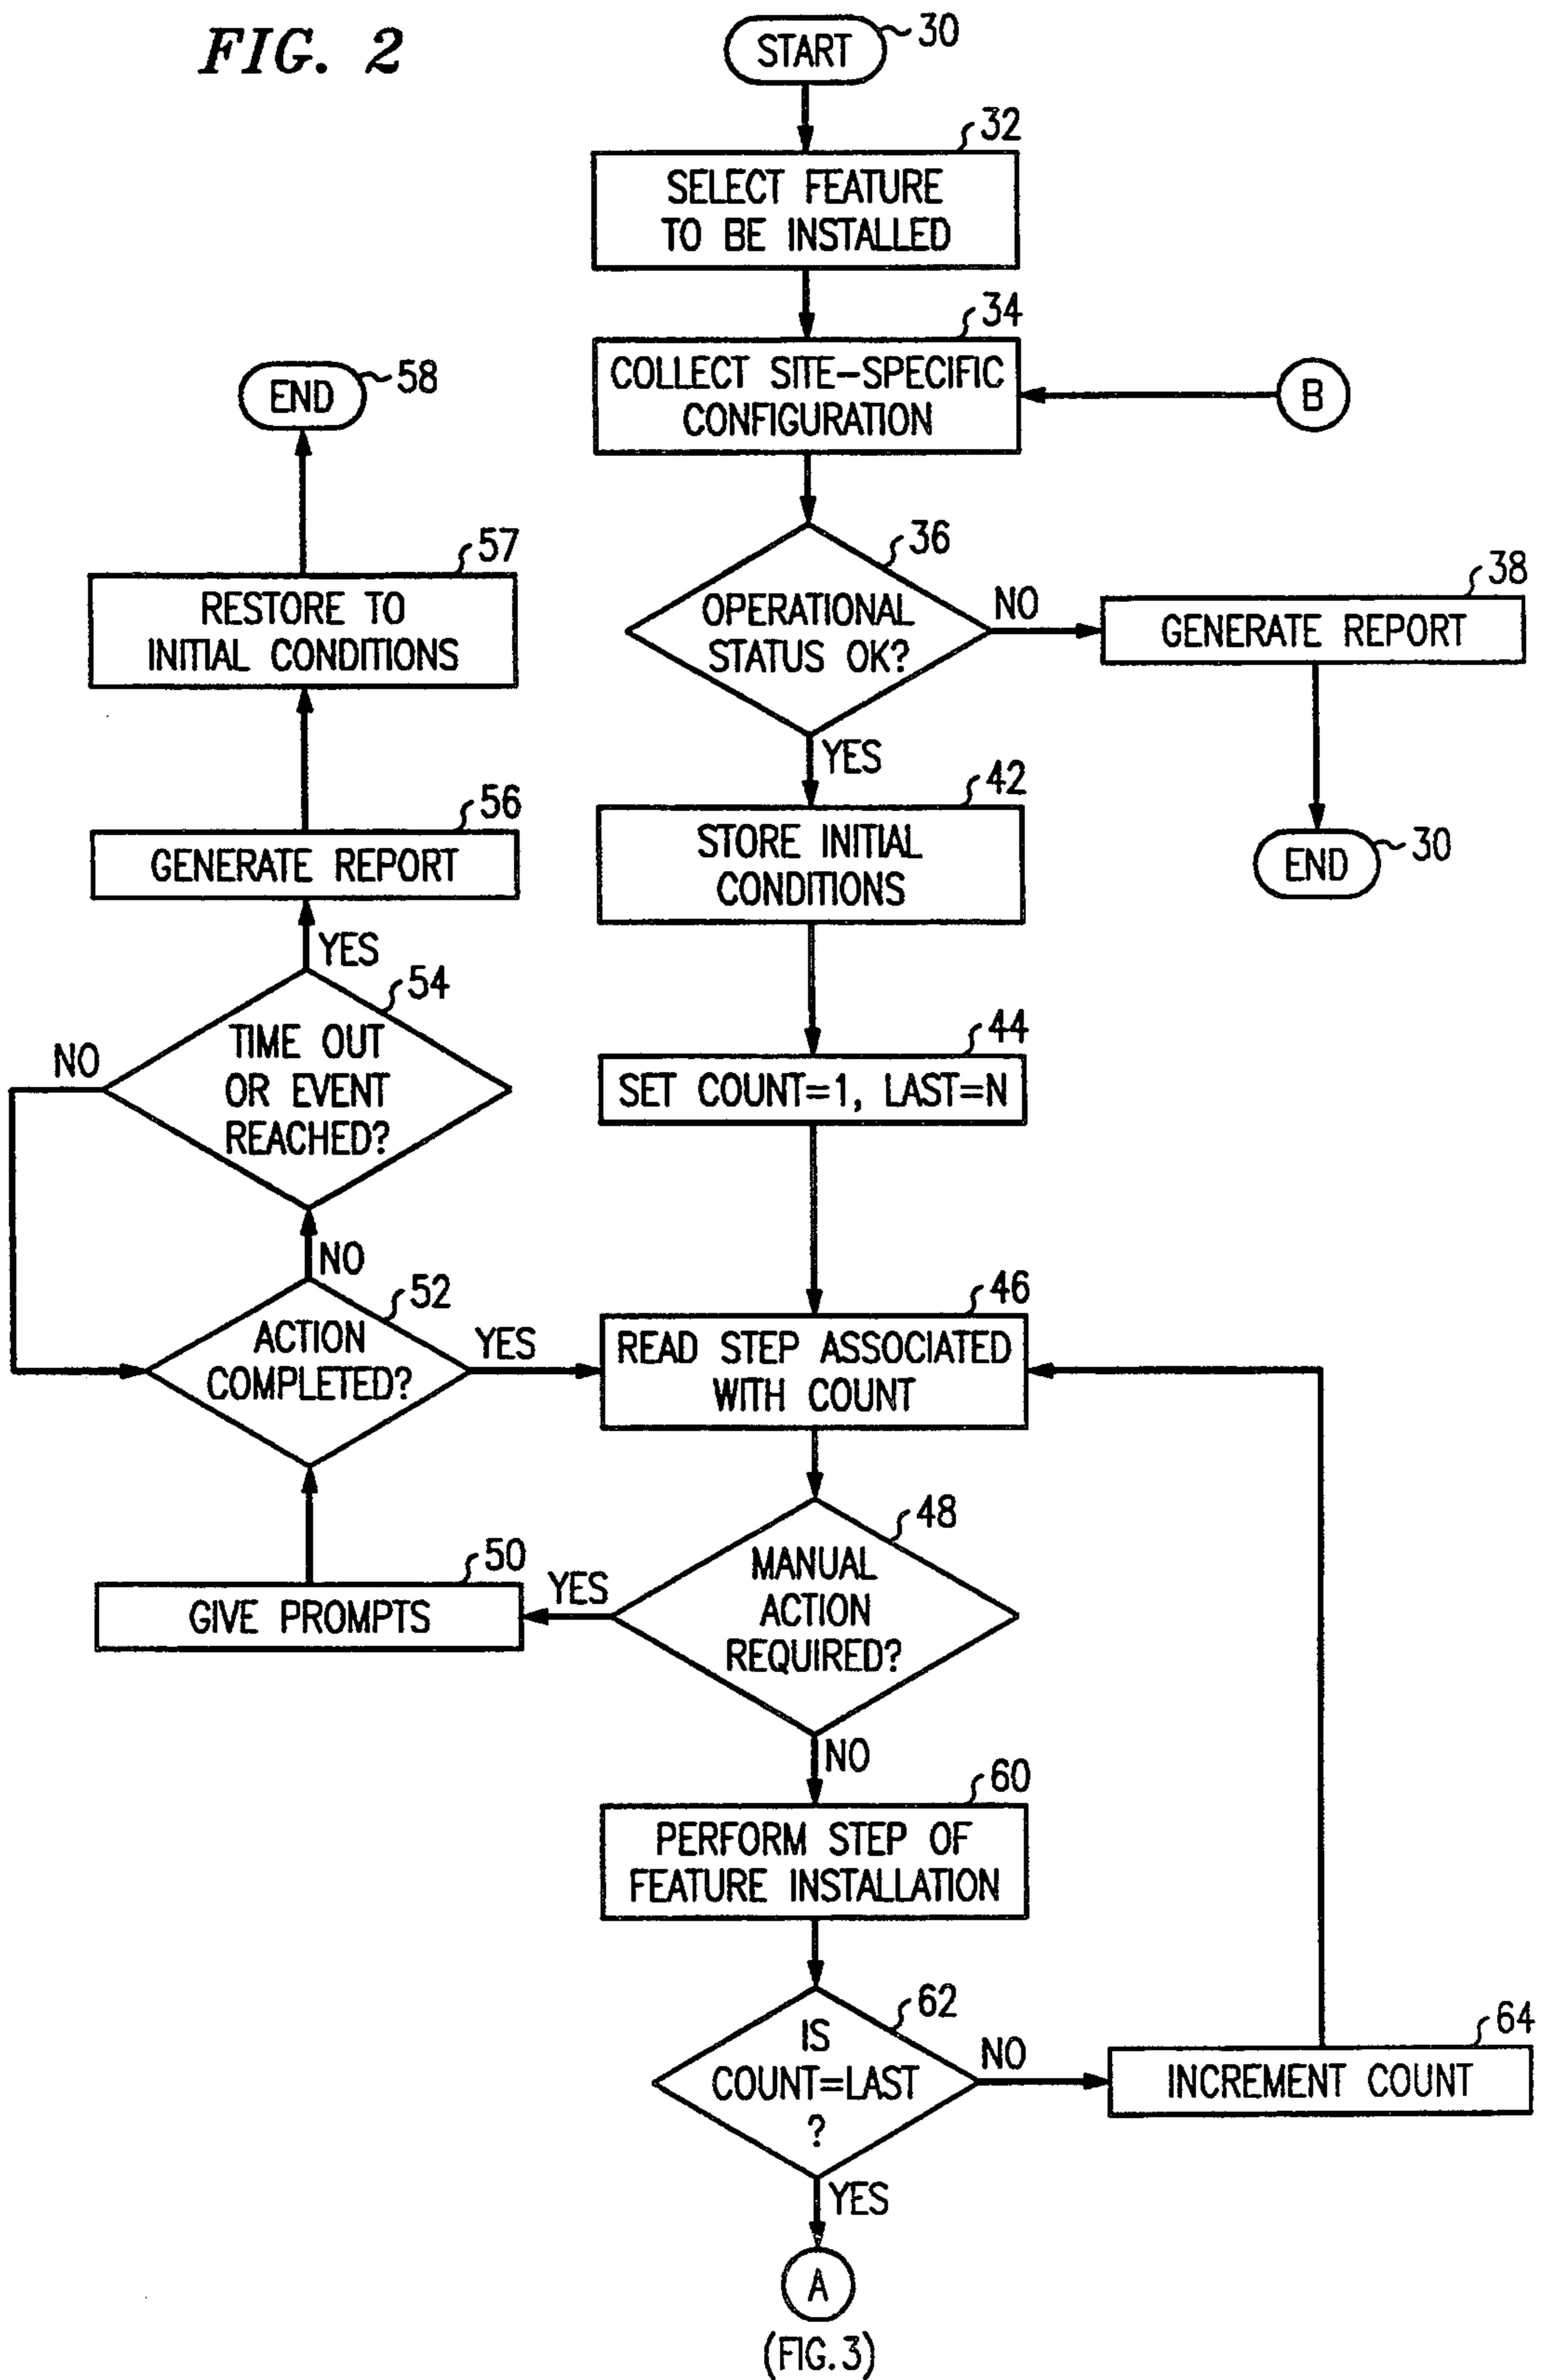 FIG. 2
START
30
32
SELECT FEATURE
TO BE INSTALLED
34
COLLECT SITE-SPECIFIC
CONFIGURATION
B
36
OPERATIONAL
STATUS OK?
NO
38
GENERATE REPORT
END
30
YES
42
STORE INITIAL
CONDITIONS
44
SET COUNT=1, LAST=N
46
READ STEP ASSOCIATED
WITH COUNT
48
MANUAL
ACTION
REQUIRED?
YES
50
GIVE PROMPTS
52
ACTION
COMPLETED?
YES
NO
54
TIME OUT
OR EVENT
REACHED?
NO
YES
56
GENERATE REPORT
57
RESTORE TO
INITIAL CONDITIONS
END
58
NO
60
PERFORM STEP OF
FEATURE INSTALLATION
62
IS
COUNT=LAST
?
NO
64
INCREMENT COUNT
YES
A
(FIG. 3)